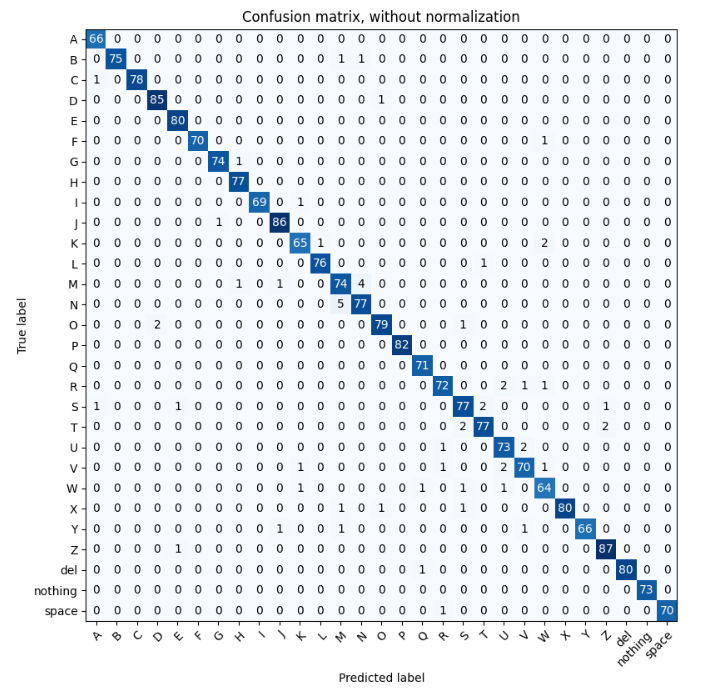 Confusion matrix, without normalization
A 66 0 0 0 0 0 0 0 0 0 0 0 0 0 0 0 0 0 0 0 0 0 0 0 0 0 0 0 0
B 0 75 0 0 0 0 0 0 0 0 0 0 1 1 0 0 0 0 0 0 0 0 0 0 0 0 0 0 0
C 1 0 78 0 0 0 0 0 0 0 0 0 0 0 0 0 0 0 0 0 0 0 0 0 0 0 0 0 0
D 0 0 0 85 0 0 0 0 0 0 0 0 0 0 1 0 0 0 0 0 0 0 0 0 0 0 0 0 0
E 0 0 0 0 80 0 0 0 0 0 0 0 0 0 0 0 0 0 0 0 0 0 0 0 0 0 0 0 0
F 0 0 0 0 0 70 0 0 0 0 0 0 0 0 0 0 0 0 0 0 0 0 1 0 0 0 0 0 0
G 0 0 0 0 0 0 74 1 0 0 0 0 0 0 0 0 0 0 0 0 0 0 0 0 0 0 0 0 0
H 0 0 0 0 0 0 0 77 0 0 0 0 0 0 0 0 0 0 0 0 0 0 0 0 0 0 0 0 0
I 0 0 0 0 0 0 0 0 69 0 1 0 0 0 0 0 0 0 0 0 0 0 0 0 0 0 0 0 0
J 0 0 0 0 0 0 1 0 0 86 0 0 0 0 0 0 0 0 0 0 0 0 0 0 0 0 0 0 0
K 0 0 0 0 0 0 0 0 0 0 65 1 0 0 0 0 0 0 0 0 0 0 2 0 0 0 0 0 0
L 0 0 0 0 0 0 0 0 0 0 0 76 0 0 0 0 0 0 0 1 0 0 0 0 0 0 0 0 0
M 0 0 0 0 0 0 0 1 0 1 0 0 74 4 0 0 0 0 0 0 0 0 0 0 0 0 0 0 0
N 0 0 0 0 0 0 0 0 0 0 0 0 5 77 0 0 0 0 0 0 0 0 0 0 0 0 0 0 0
O 0 0 0 2 0 0 0 0 0 0 0 0 0 0 79 0 0 0 1 0 0 0 0 0 0 0 0 0 0
P 0 0 0 0 0 0 0 0 0 0 0 0 0 0 0 82 0 0 0 0 0 0 0 0 0 0 0 0 0
Q 0 0 0 0 0 0 0 0 0 0 0 0 0 0 0 0 71 0 0 0 0 0 0 0 0 0 0 0 0
R 0 0 0 0 0 0 0 0 0 0 0 0 0 0 0 0 0 72 0 0 2 1 1 0 0 0 0 0 0
S 1 0 0 0 1 0 0 0 0 0 0 0 0 0 0 0 0 0 77 2 0 0 0 0 0 1 0 0 0
T 0 0 0 0 0 0 0 0 0 0 0 0 0 0 0 0 0 0 2 77 0 0 0 0 0 2 0 0 0
U 0 0 0 0 0 0 0 0 0 0 0 0 0 0 0 0 0 1 0 0 73 2 0 0 0 0 0 0 0
V 0 0 0 0 0 0 0 0 0 0 1 0 0 0 0 0 0 1 0 0 2 70 1 0 0 0 0 0 0
W 0 0 0 0 0 0 0 0 0 0 1 0 0 0 0 0 1 0 1 0 1 0 64 0 0 0 0 0 0
X 0 0 0 0 0 0 0 0 0 0 0 0 1 0 1 0 0 0 1 0 0 0 0 80 0 0 0 0 0
Y 0 0 0 0 0 0 0 0 0 1 0 0 1 0 0 0 0 0 0 0 0 1 0 0 66 0 0 0 0
Z 0 0 0 0 1 0 0 0 0 0 0 0 0 0 0 0 0 0 0 0 0 0 0 0 0 87 0 0 0
del 0 0 0 0 0 0 0 0 0 0 0 0 0 0 0 0 1 0 0 0 0 0 0 0 0 0 80 0 0
nothing 0 0 0 0 0 0 0 0 0 0 0 0 0 0 0 0 0 0 0 0 0 0 0 0 0 0 0 73 0
space 0 0 0 0 0 0 0 0 0 0 0 0 0 0 0 0 0 1 0 0 0 0 0 0 0 0 0 0 70
A B C D E F G H I J K L M N O P Q R S T U V W X Y Z del nothing space
True label
Predicted label